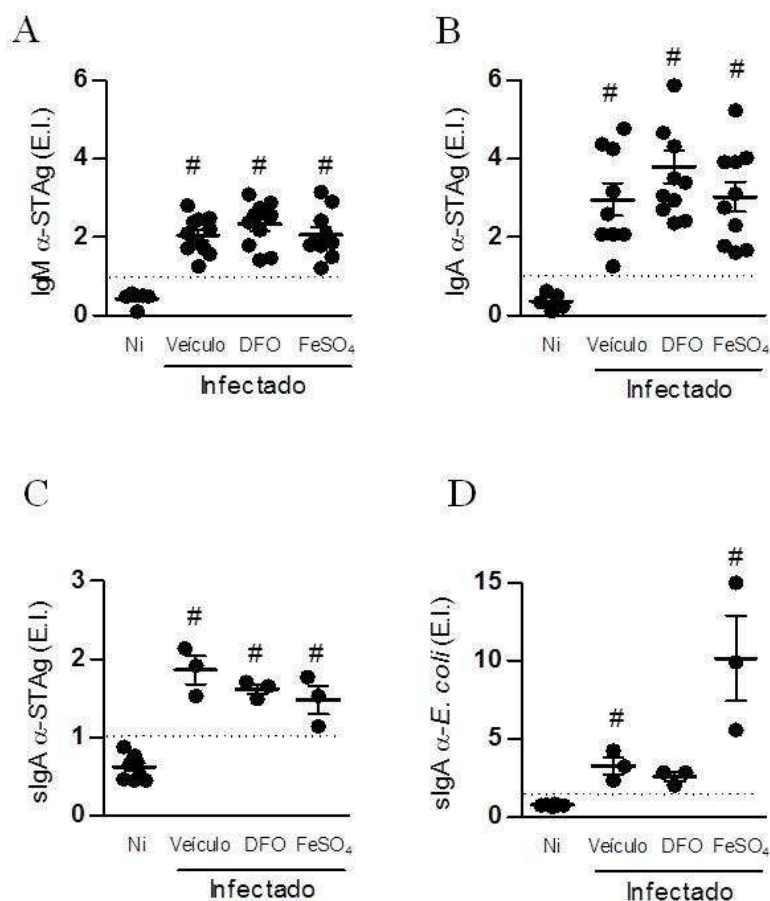 A
IgM α-STAg (E.I.)
6
4
2
0
# # #
Ni Veículo DFO FeSO₄
Infectado
B
IgA α-STAg (E.I.)
6
4
2
0
# # #
Ni Veículo DFO FeSO₄
Infectado
C
sIgA α-STAg (E.I.)
3
2
1
0
# # #
Ni Veículo DFO FeSO₄
Infectado
D
sIgA α-E. coli (E.I.)
15
10
5
0
# #
Ni Veículo DFO FeSO₄
Infectado